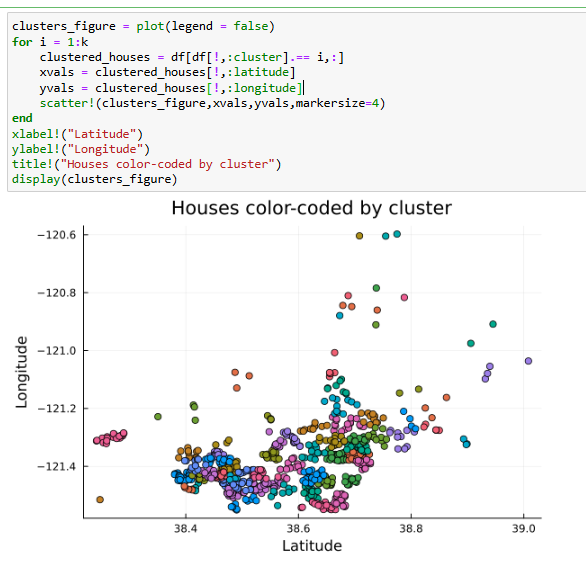 clusters_figure = plot(legend = false)
for i = 1:k
    clustered_houses = df[df[!,:cluster].== i,:]
    xvals = clustered_houses[!,:latitude]
    yvals = clustered_houses[!,:longitude]
    scatter!(clusters_figure,xvals,yvals,markersize=4)
end
xlabel!("Latitude")
ylabel!("Longitude")
title!("Houses color-coded by cluster")
display(clusters_figure)
Houses color-coded by cluster
−120.6
−120.8
−121.0
−121.2
−121.4
Longitude
38.4 38.6 38.8 39.0
Latitude